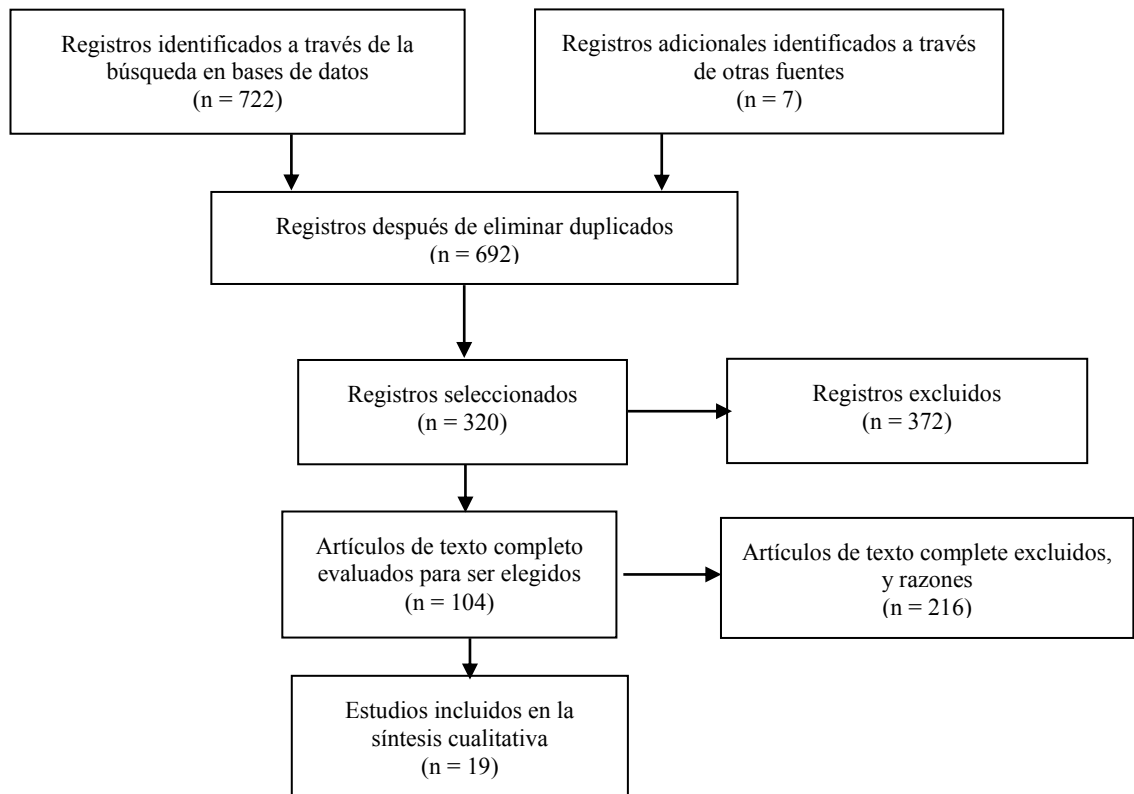 Registros identificados a través de la
búsqueda en bases de datos
(n = 722)
Registros adicionales identificados a través
de otras fuentes
(n = 7)
Registros después de eliminar duplicados
(n = 692)
Registros seleccionados
(n = 320)
Registros excluidos
(n = 372)
Artículos de texto completo
evaluados para ser elegidos
(n = 104)
Artículos de texto complete excluidos,
y razones
(n = 216)
Estudios incluidos en la
síntesis cualitativa
(n = 19)